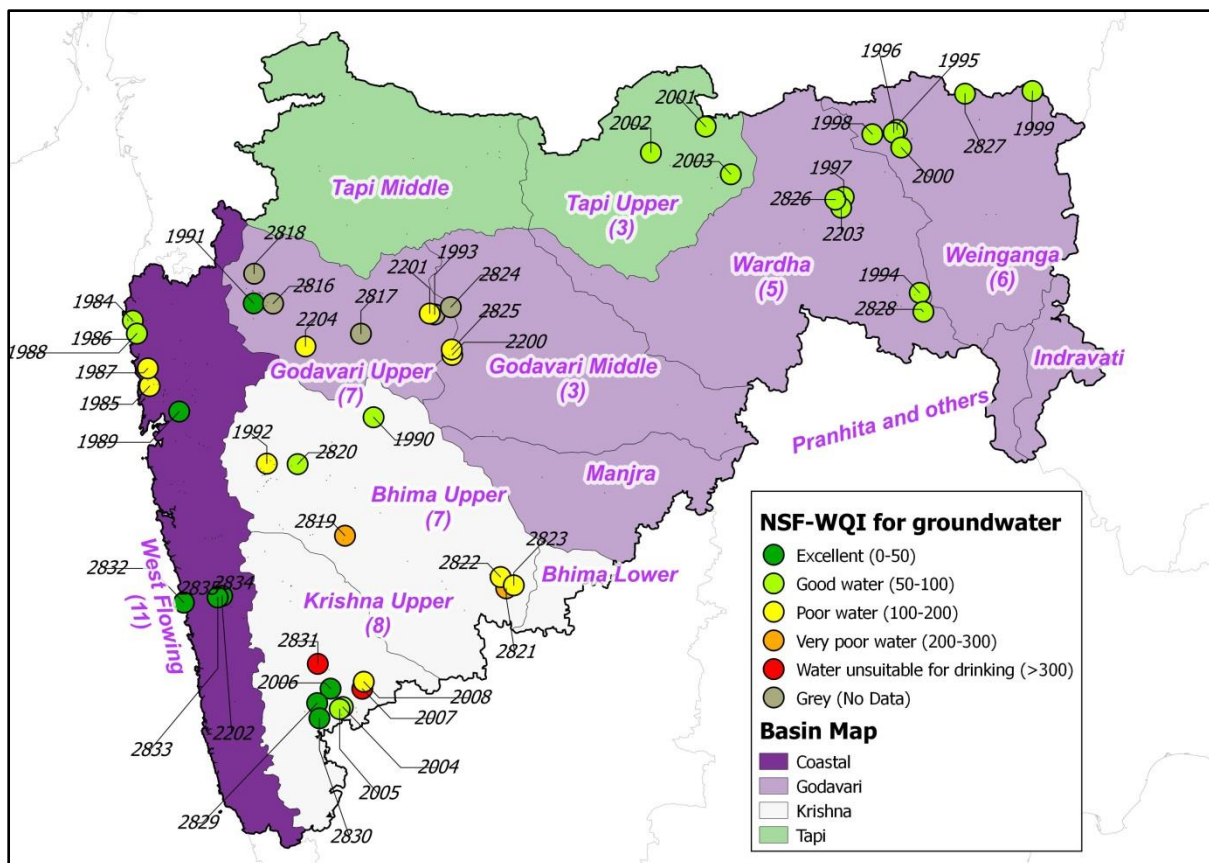 1996
1995
2001
2002
1998
2827
1999
2003
2000
Tapi Middle
1997
2826
Tapi Upper
(3)
2203
1991
2818
1993
2201
2824
Wardha
(5)
Weinganga
(6)
2816
2817
2825
1994
1984
2204
2828
1986
2200
1988
Godavari Upper
(7)
Godavari Middle
(3)
Indravati
1987
1985
1989
1992
2820
1990
Pranhita and others
Manjra
Bhima Upper
(7)
2819
2823
2822
Bhima Lower
2832
2835
2834
West Flowing
(11)
Krishna Upper
(8)
2821
2831
2006
2008
2007
2833
2202
2004
2005
2829
2830
NSF-WQI for groundwater
Excellent (0-50)
Good water (50-100)
Poor water (100-200)
Very poor water (200-300)
Water unsuitable for drinking (>300)
Grey (No Data)
Basin Map
Coastal
Godavari
Krishna
Tapi